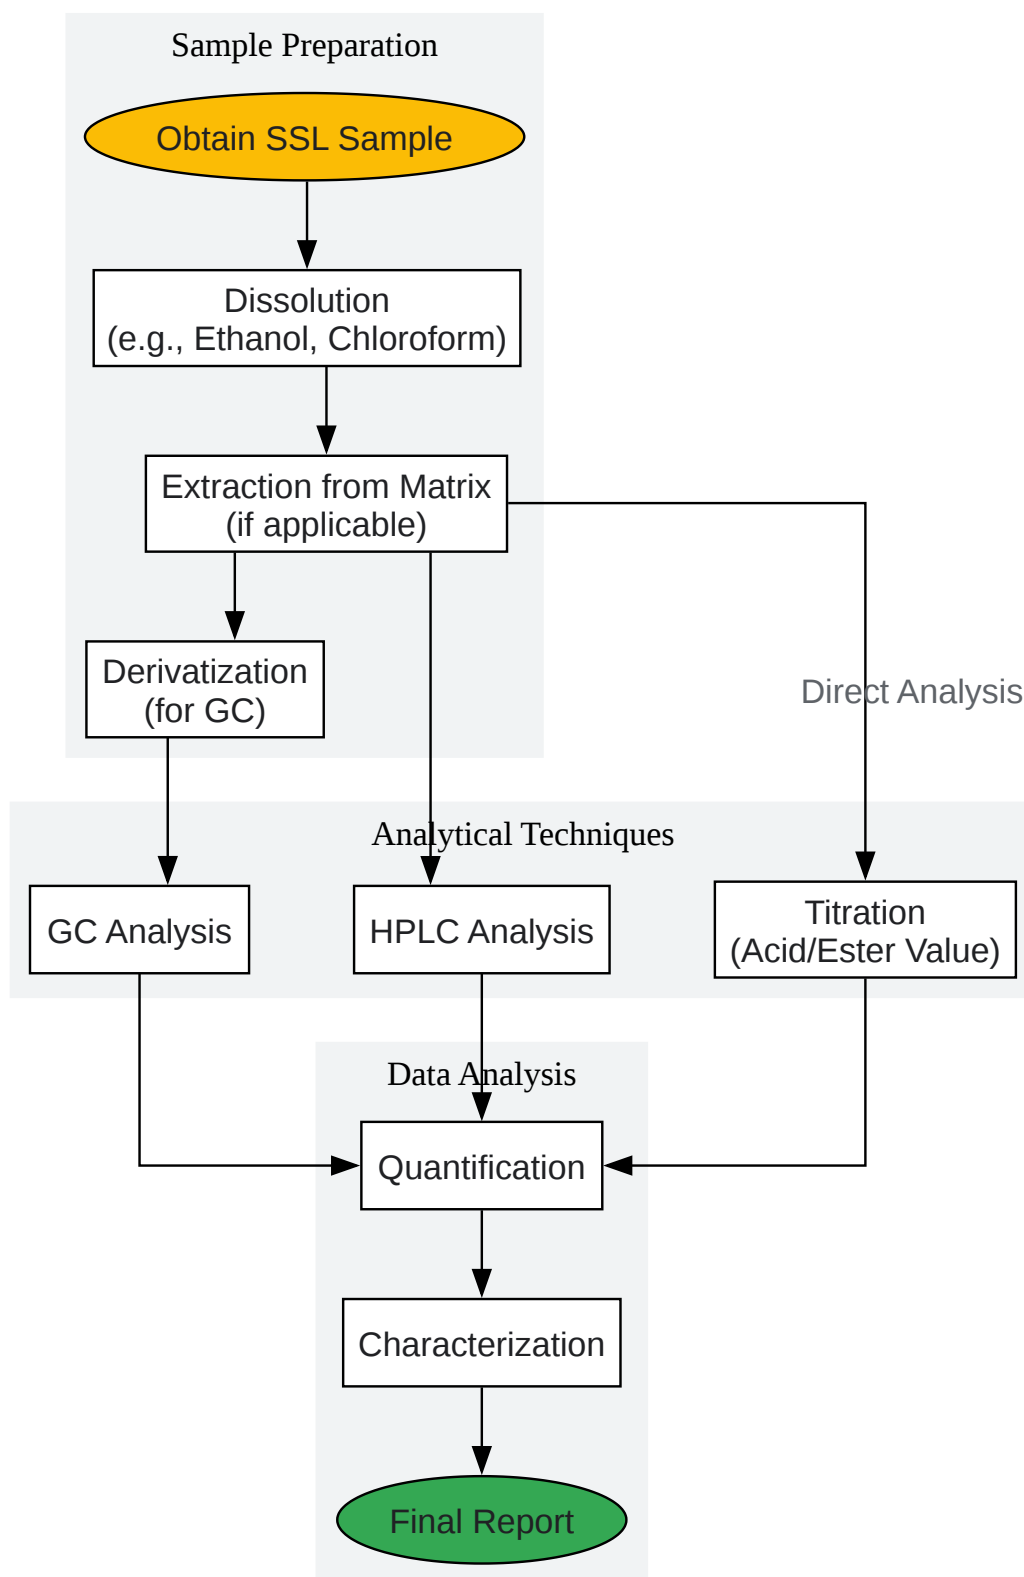 Sample Preparation
Obtain SSL Sample
Dissolution
(e.g., Ethanol, Chloroform)
Extraction from Matrix
(if applicable)
Derivatization
(for GC)
Direct Analysis
Analytical Techniques
GC Analysis
HPLC Analysis
Titration
(Acid/Ester Value)
Data Analysis
Quantification
Characterization
Final Report